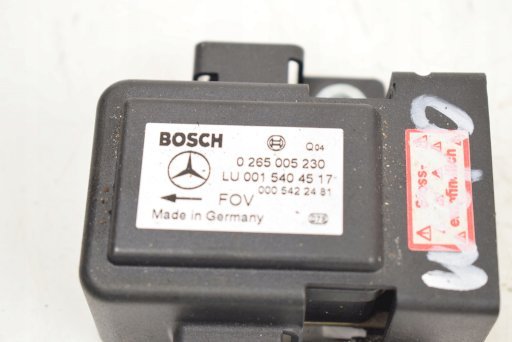 BOSCH
Q04
0 265 005 230
LU 001 540 45 17
000 542 24 81
FOV
Made in Germany